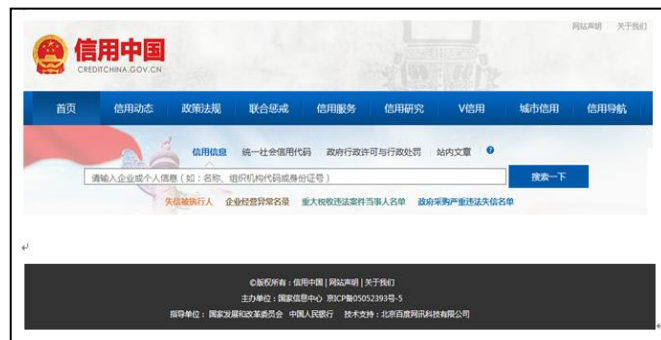 网站声明 关于我们
信用中国
CREDITCHINA.GOV.CN
首页 信用动态 政策法规 联合惩戒 信用服务 信用研究 V信用 城市信用 信用导航
信用信息 统一社会信用代码 政府行政许可与行政处罚 站内文章 ?
请输入企业或个人信息(如:名称、组织机构代码或身份证号) 搜索一下
失信被执行人 企业经营异常名录 重大税收违法案件当事人名单 政府采购严重违法失信名单
©版权所有:信用中国 | 网站声明 | 关于我们
主办单位:国家信息中心 京ICP备05052393号-5
指导单位:国家发展和改革委员会 中国人民银行 技术支持:北京百度网讯科技有限公司